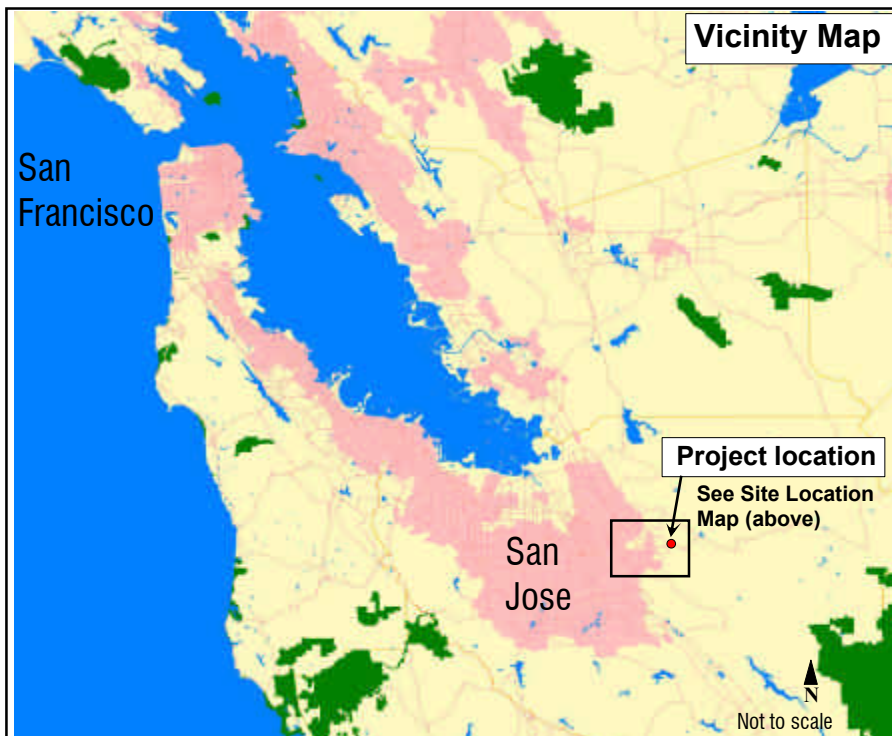 Vicinity Map
San
Francisco
Project location
See Site Location
Map (above)
San
Jose
N
Not to scale